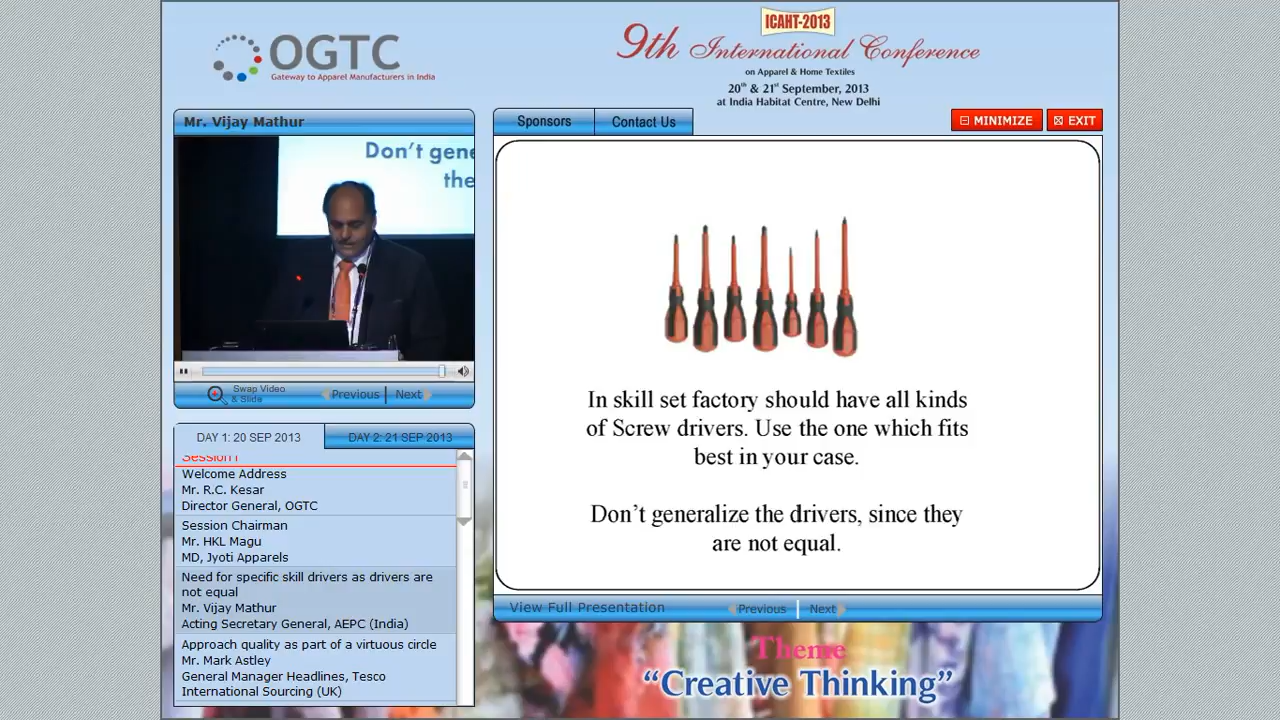 OGTC
Gateway to Apparel Manufacturers in India
ICAHT-2013
9th International Conference
on Apparel & Home Textiles
20th & 21st September, 2013
at India Habitat Centre, New Delhi
Mr. Vijay Mathur
Don't gene
the
Swap Video
& Slide
Previous
Next
Sponsors
Contact Us
MINIMIZE
EXIT
In skill set factory should have all kinds
of Screw drivers. Use the one which fits
best in your case.
Don't generalize the drivers, since they
are not equal.
View Full Presentation
Previous
Next
DAY 1: 20 SEP 2013
DAY 2: 21 SEP 2013
Session I
Welcome Address
Mr. R.C. Kesar
Director General, OGTC
Session Chairman
Mr. HKL Magu
MD, Jyoti Apparels
Need for specific skill drivers as drivers are
not equal
Mr. Vijay Mathur
Acting Secretary General, AEPC (India)
Approach quality as part of a virtuous circle
Mr. Mark Astley
General Manager Headlines, Tesco
International Sourcing (UK)
Theme
“Creative Thinking”